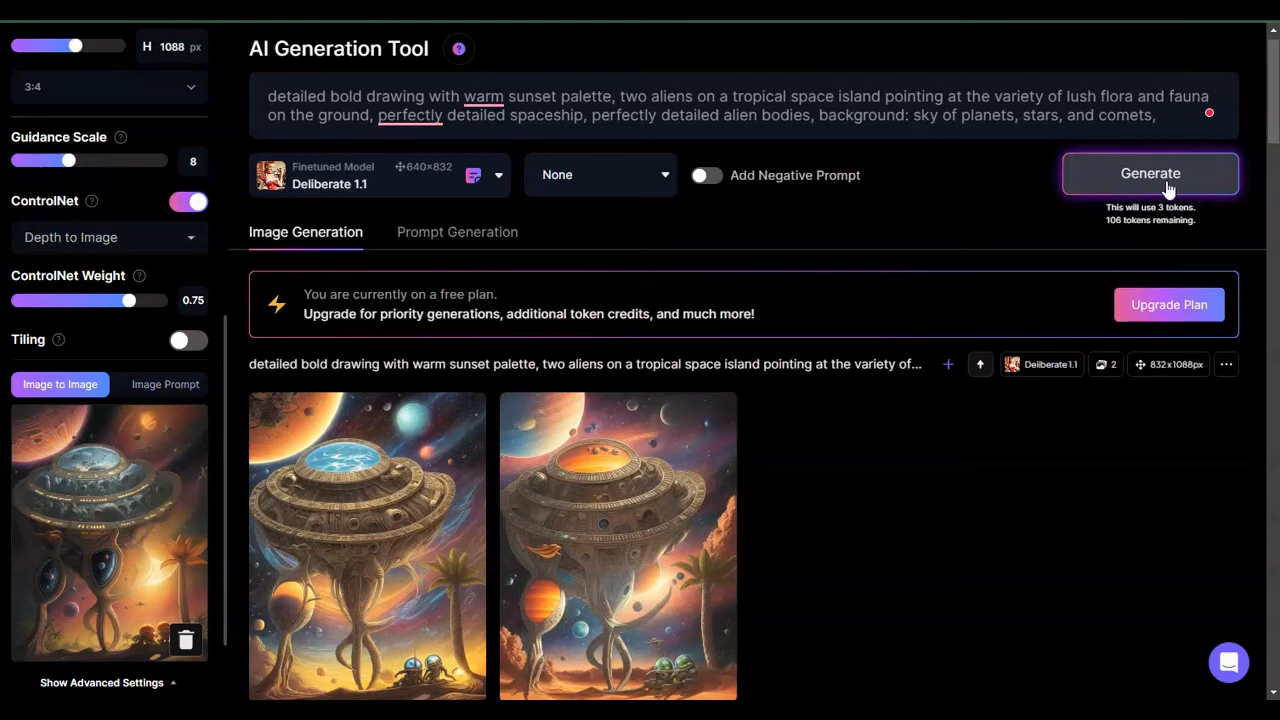 H 1088 px
3:4
Guidance Scale ?
8
ControlNet ?
Depth to Image
ControlNet Weight ?
0.75
Tiling ?
Image to Image Image Prompt
Show Advanced Settings
AI Generation Tool ?
detailed bold drawing with warm sunset palette, two aliens on a tropical space island pointing at the variety of lush flora and fauna
on the ground, perfectly detailed spaceship, perfectly detailed alien bodies, background: sky of planets, stars, and comets,
Finetuned Model 640×832
Deliberate 1.1
None
Add Negative Prompt
Generate
This will use 3 tokens.
106 tokens remaining.
Image Generation Prompt Generation
You are currently on a free plan.
Upgrade for priority generations, additional token credits, and much more!
Upgrade Plan
detailed bold drawing with warm sunset palette, two aliens on a tropical space island pointing at the variety of...
Deliberate 1.1 2 832x1088px